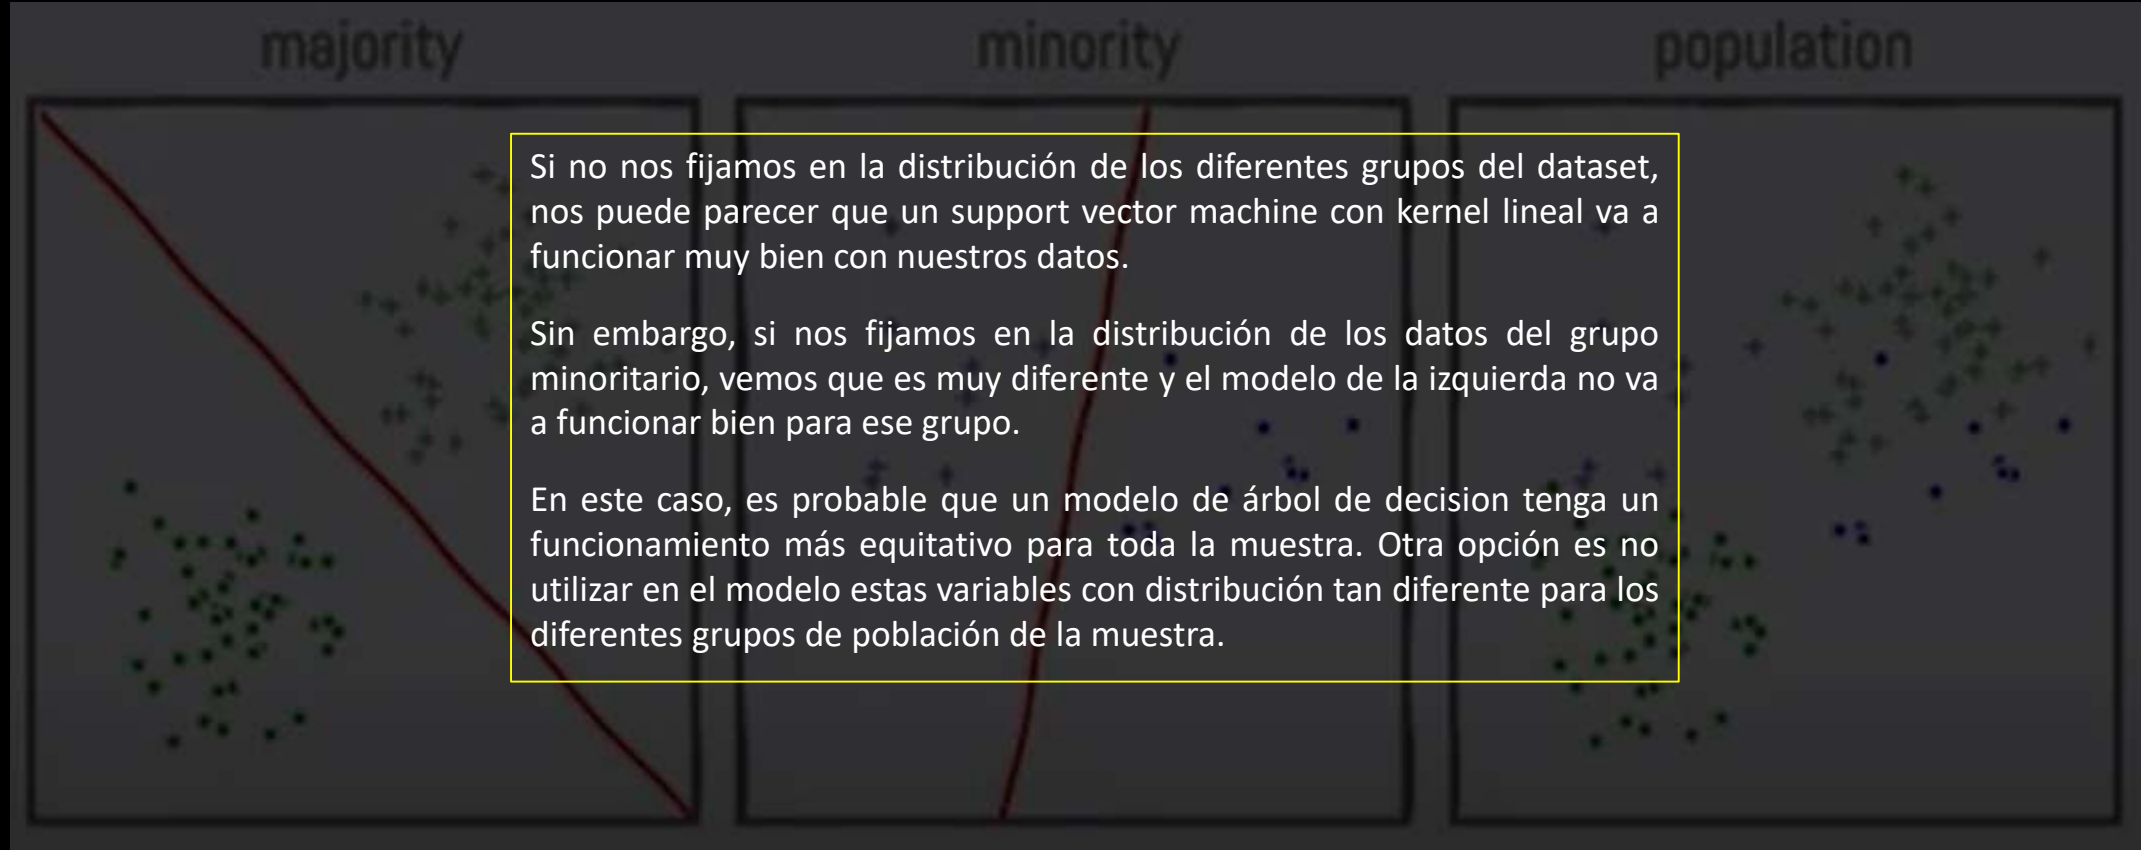 majority
minority
population
Si no nos fijamos en la distribución de los diferentes grupos del dataset,
nos puede parecer que un support vector machine con kernel lineal va a
funcionar muy bien con nuestros datos.
Sin embargo, si nos fijamos en la distribución de los datos del grupo
minoritario, vemos que es muy diferente y el modelo de la izquierda no va
a funcionar bien para ese grupo.
En este caso, es probable que un modelo de árbol de decision tenga un
funcionamiento más equitativo para toda la muestra. Otra opción es no
utilizar en el modelo estas variables con distribución tan diferente para los
diferentes grupos de población de la muestra.